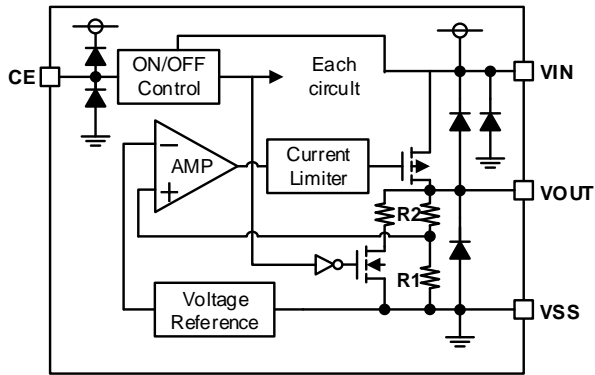 CE
ON/OFF
Control
Each
circuit
VIN
−
AMP
+
Current
Limiter
VOUT
R2
R1
Voltage
Reference
VSS